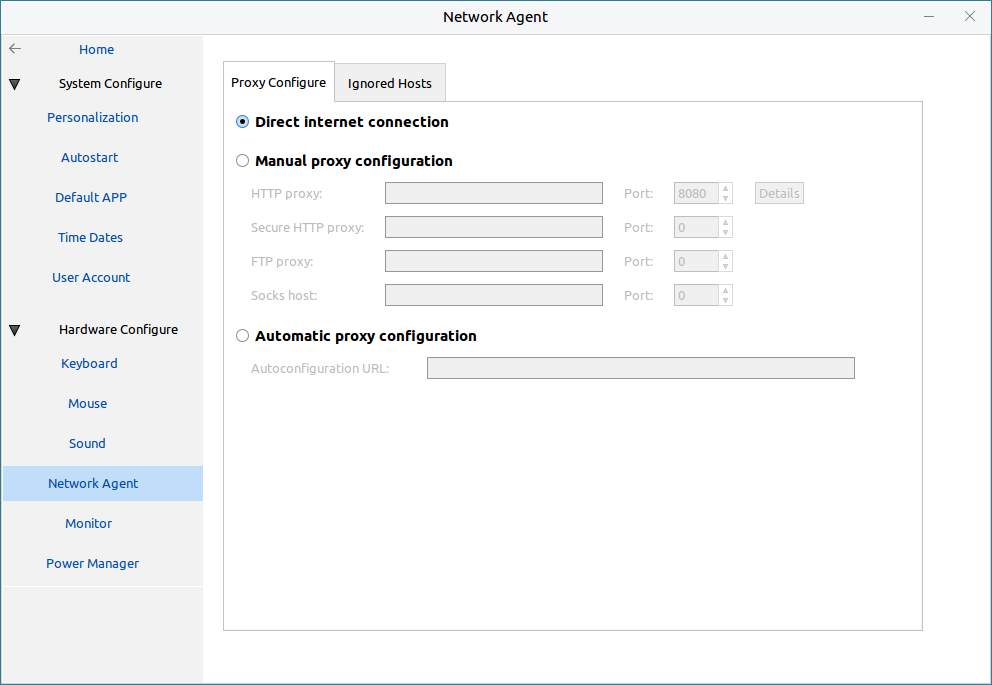 Network Agent
Home
System Configure
Personalization
Autostart
Default APP
Time Dates
User Account
Hardware Configure
Keyboard
Mouse
Sound
Network Agent
Monitor
Power Manager
Proxy Configure Ignored Hosts
Direct internet connection
Manual proxy configuration
HTTP proxy: Port: 8080 Details
Secure HTTP proxy: Port: 0
FTP proxy: Port: 0
Socks host: Port: 0
Automatic proxy configuration
Autoconfiguration URL: